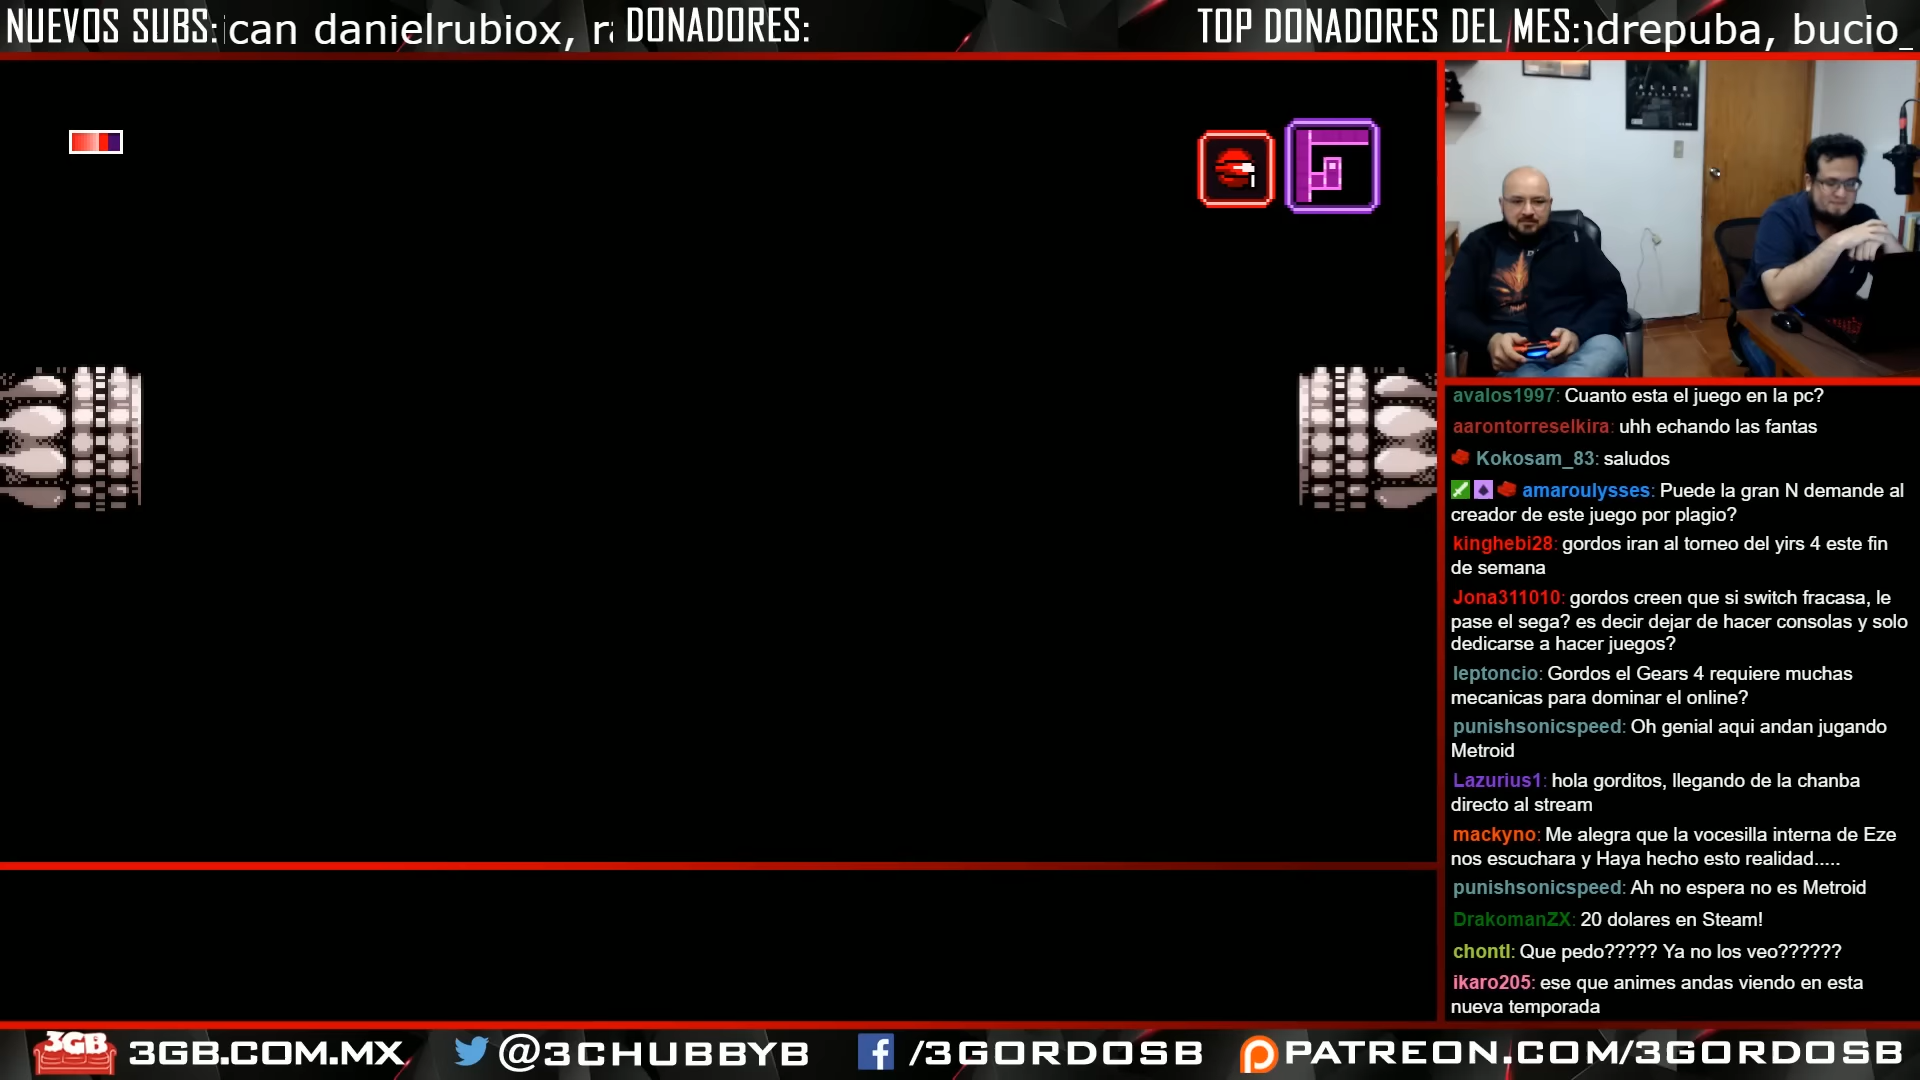 NUEVOS SUBS: ican danielrubiox, ra DONADORES: TOP DONADORES DEL MES: ndrepuba, bucio_
ALIEN
avalos1997: Cuanto esta el juego en la pc?
aarontorreselkira: uhh echando las fantas
Kokosam_83: saludos
amaroulysses: Puede la gran N demande al
creador de este juego por plagio?
kinghebi28: gordos iran al torneo del yirs 4 este fin
de semana
Jona311010: gordos creen que si switch fracasa, le
pase el sega? es decir dejar de hacer consolas y solo
dedicarse a hacer juegos?
leptoncio: Gordos el Gears 4 requiere muchas
mecanicas para dominar el online?
punishsonicspeed: Oh genial aqui andan jugando
Metroid
Lazurius1: hola gorditos, llegando de la chanba
directo al stream
mackyno: Me alegra que la vocesilla interna de Eze
nos escuchara y Haya hecho esto realidad.....
punishsonicspeed: Ah no espera no es Metroid
DrakomanZX: 20 dolares en Steam!
chontl: Que pedo????? Ya no los veo??????
ikaro205: ese que animes andas viendo en esta
nueva temporada
3GB 3GB.COM.MX @3CHUBBYB /3GORDOSB PATREON.COM/3GORDOSB